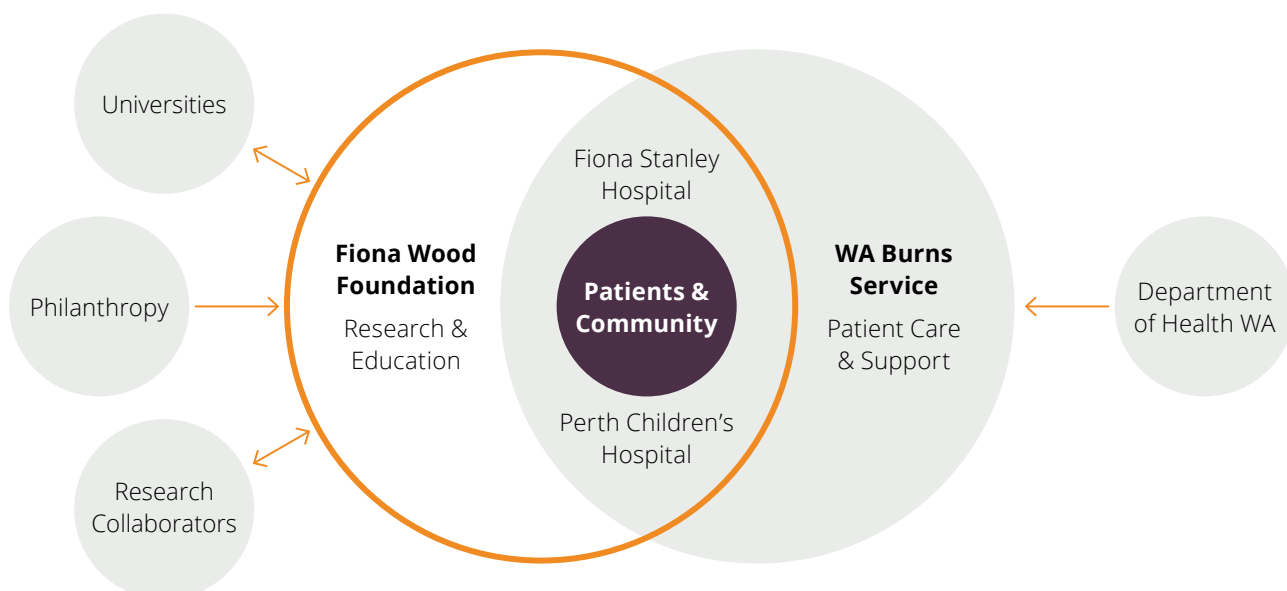 Universities
Philanthropy
Research
Collaborators
Fiona Wood
Foundation
Research &
Education
Fiona Stanley
Hospital
Patients &
Community
Perth Children’s
Hospital
WA Burns
Service
Patient Care
& Support
Department
of Health WA